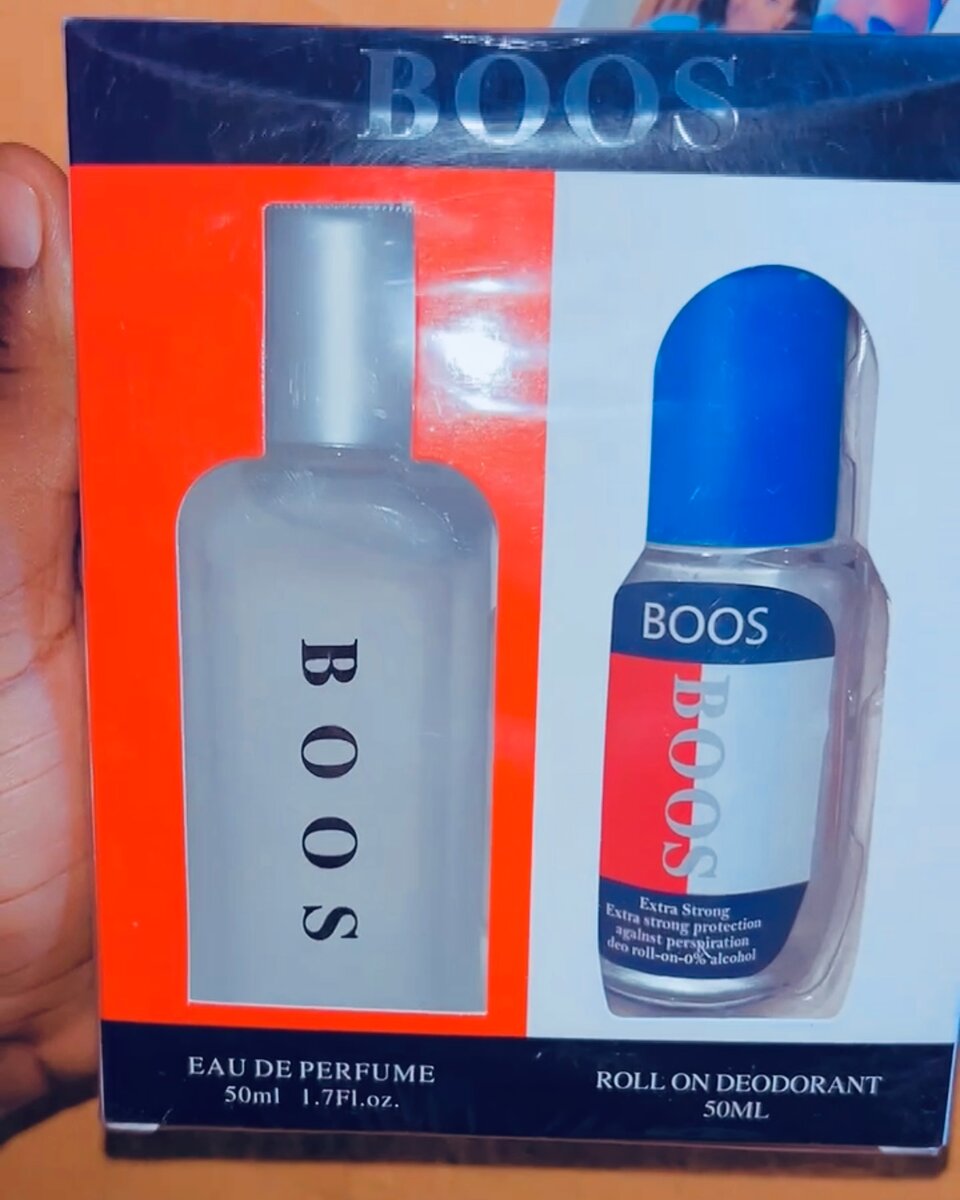 BOOS
BOOS
EAU DE PERFUME
50ml 1.7Fl.oz.
BOOS
BOOS
Extra Strong
Extra strong protection
against perspiration
deo roll-on-0% alcohol
ROLL ON DEODORANT
50ML